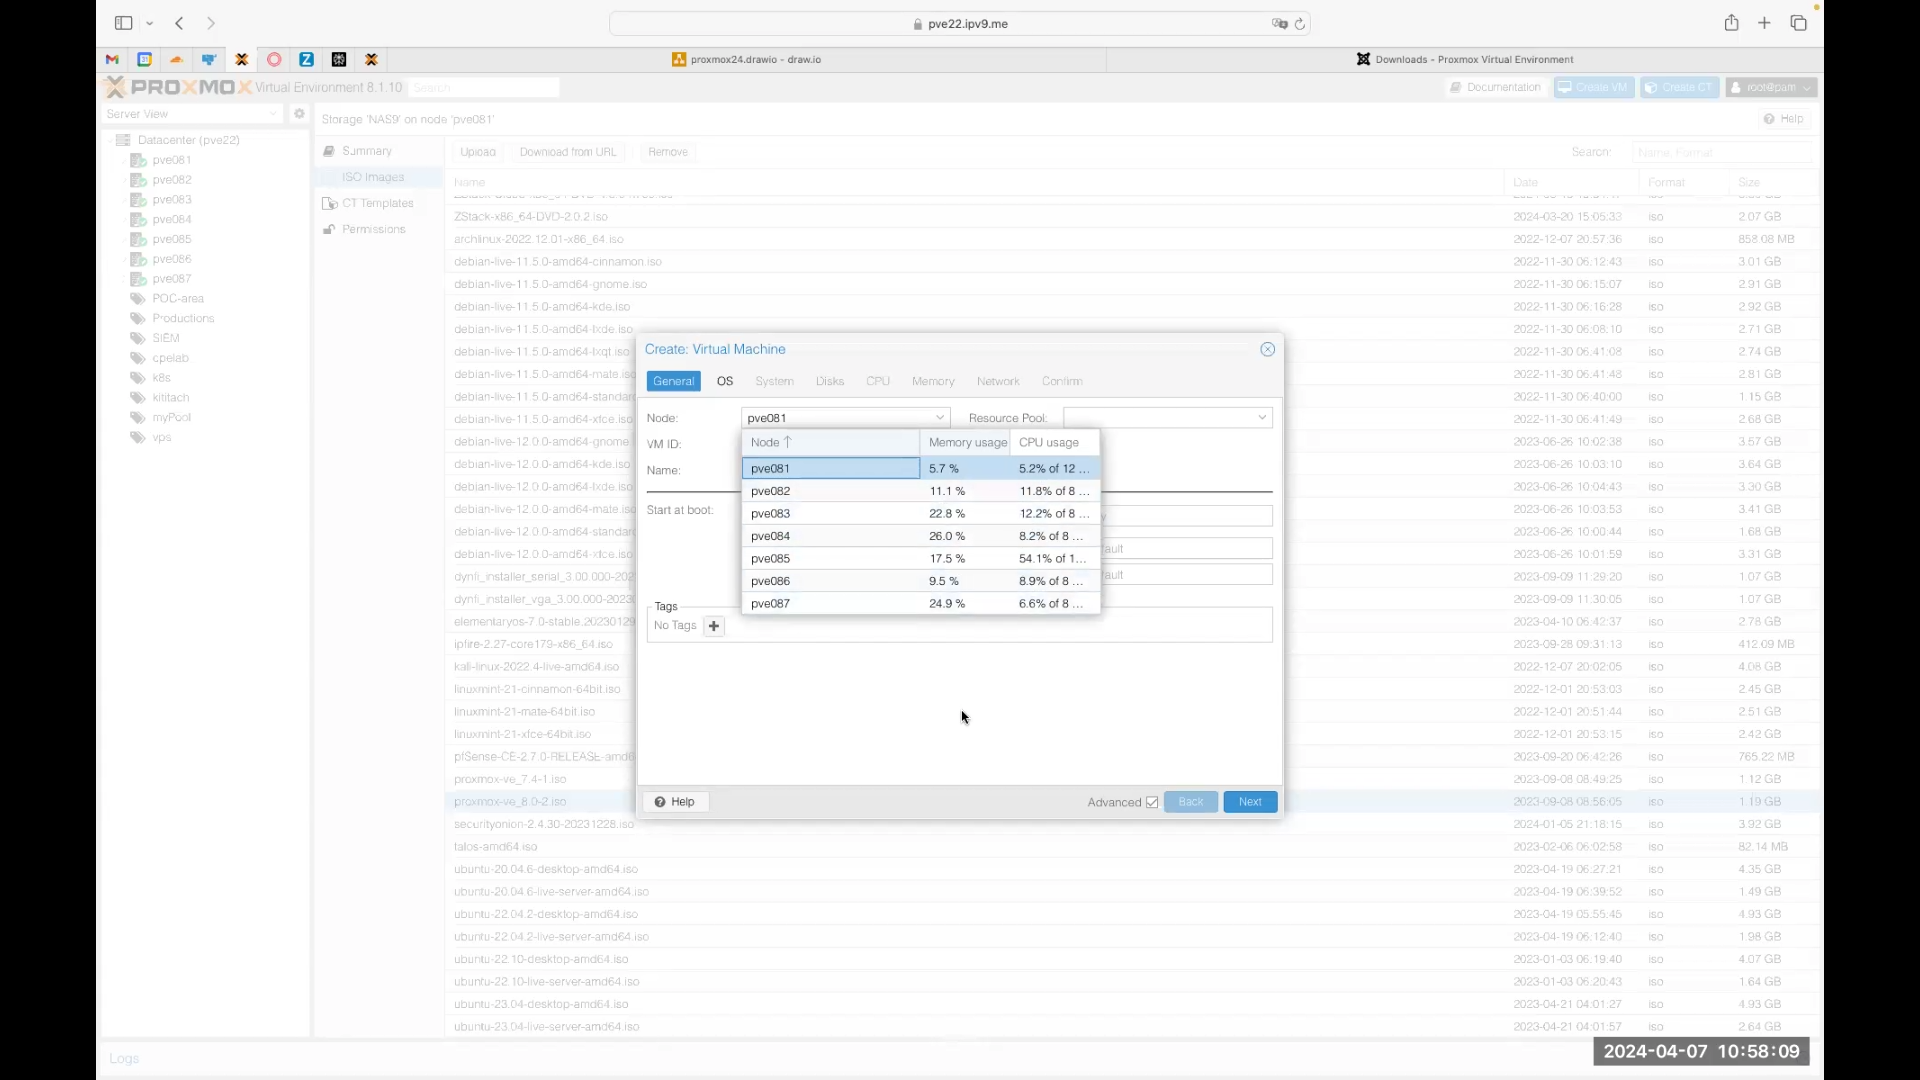 pve22.ipv9.me
proxmox24.drawio - draw.io
Downloads - Proxmox Virtual Environment
PROXMOX Virtual Environment 8.1.10 Search
Documentation Create VM Create CT root@pam
Server View
Storage 'NAS9' on node 'pve081'
Help
Datacenter (pve22)
pve081
pve082
pve083
pve084
pve085
pve086
pve087
POC-area
Productions
SIEM
cpelab
k8s
kititach
myPool
vps
Summary
ISO Images
CT Templates
Permissions
Upload Download from URL Remove Search: Name, Format
Name Date Format Size
ZStack-x86_64-DVD-2.0.2.iso 2024-03-20 15:05:33 iso 2.07 GB
archlinux-2022.12.01-x86_64.iso 2022-12-07 20:57:36 iso 858.08 MB
debian-live-11.5.0-amd64-cinnamon.iso 2022-11-30 06:12:43 iso 3.01 GB
debian-live-11.5.0-amd64-gnome.iso 2022-11-30 06:15:07 iso 2.91 GB
debian-live-11.5.0-amd64-kde.iso 2022-11-30 06:16:28 iso 2.92 GB
debian-live-11.5.0-amd64-lxde.iso 2022-11-30 06:08:10 iso 2.71 GB
debian-live-11.5.0-amd64-lxqt.iso 2022-11-30 06:41:08 iso 2.74 GB
debian-live-11.5.0-amd64-mate.iso 2022-11-30 06:41:48 iso 2.81 GB
debian-live-11.5.0-amd64-standard 2022-11-30 06:40:00 iso 1.15 GB
debian-live-11.5.0-amd64-xfce.iso 2022-11-30 06:41:49 iso 2.68 GB
debian-live-12.0.0-amd64-gnome 2023-06-26 10:02:38 iso 3.57 GB
debian-live-12.0.0-amd64-kde.iso 2023-06-26 10:03:10 iso 3.64 GB
debian-live-12.0.0-amd64-lxde.iso 2023-06-26 10:04:43 iso 3.30 GB
debian-live-12.0.0-amd64-mate.iso 2023-06-26 10:03:53 iso 3.41 GB
debian-live-12.0.0-amd64-standard 2023-06-26 10:00:44 iso 1.68 GB
debian-live-12.0.0-amd64-xfce.iso 2023-06-26 10:01:59 iso 3.31 GB
dynfi_installer_serial_3.00.000-202 2023-09-09 11:29:20 iso 1.07 GB
dynfi_installer_vga_3.00.000-2023 2023-09-09 11:30:05 iso 1.07 GB
elementaryos-7.0-stable.20230129 2023-04-10 06:42:37 iso 2.78 GB
ipfire-2.27-core179-x86_64.iso 2023-09-28 09:31:13 iso 412.09 MB
kali-linux-2022.4-live-amd64.iso 2022-12-07 20:02:05 iso 4.08 GB
linuxmint-21-cinnamon-64bit.iso 2022-12-01 20:53:03 iso 2.45 GB
linuxmint-21-mate-64bit.iso 2022-12-01 20:51:44 iso 2.51 GB
linuxmint-21-xfce-64bit.iso 2022-12-01 20:53:15 iso 2.42 GB
pfSense-CE-2.7.0-RELEASE-amd6 2023-09-20 06:42:26 iso 765.22 MB
proxmox-ve_7.4-1.iso 2023-09-08 08:49:25 iso 1.12 GB
proxmox-ve_8.0-2.iso 2023-09-08 08:56:05 iso 1.19 GB
securityonion-2.4.30-20231228.iso 2024-01-05 21:18:15 iso 3.92 GB
talos-amd64.iso 2023-02-06 06:02:58 iso 82.14 MB
ubuntu-20.04.6-desktop-amd64.iso 2023-04-19 06:27:21 iso 4.35 GB
ubuntu-20.04.6-live-server-amd64.iso 2023-04-19 06:39:52 iso 1.49 GB
ubuntu-22.04.2-desktop-amd64.iso 2023-04-19 05:55:45 iso 4.93 GB
ubuntu-22.04.2-live-server-amd64.iso 2023-04-19 06:12:40 iso 1.98 GB
ubuntu-22.10-desktop-amd64.iso 2023-01-03 06:19:40 iso 4.07 GB
ubuntu-22.10-live-server-amd64.iso 2023-01-03 06:20:43 iso 1.64 GB
ubuntu-23.04-desktop-amd64.iso 2023-04-21 04:01:27 iso 4.93 GB
ubuntu-23.04-live-server-amd64.iso 2023-04-21 04:01:57 iso 2.64 GB
Create: Virtual Machine
General OS System Disks CPU Memory Network Confirm
Node: pve081 Resource Pool:
VM ID:
Name:
Start at boot:
Node ↑ Memory usage CPU usage
pve081 5.7 % 5.2% of 12 ...
pve082 11.1 % 11.8% of 8 ...
pve083 22.8 % 12.2% of 8 ...
pve084 26.0 % 8.2% of 8 ...
pve085 17.5 % 54.1% of 1...
pve086 9.5 % 8.9% of 8 ...
pve087 24.9 % 6.6% of 8 ...
y
fault
fault
Tags
No Tags
Help Advanced Back Next
Logs
2024-04-07 10:58:09